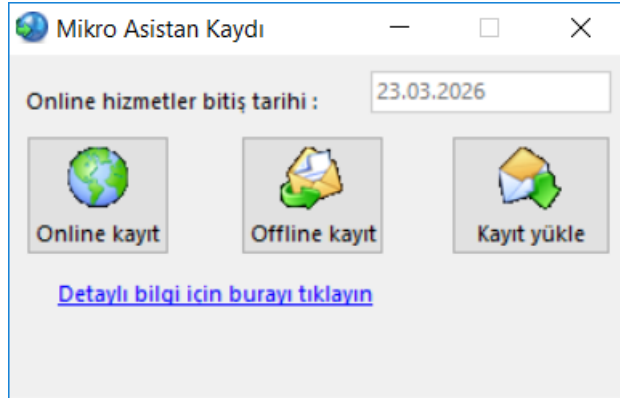 Mikro Asistan Kaydı
Online hizmetler bitiş tarihi : 23.03.2026
Online kayıt Offline kayıt Kayıt yükle
Detaylı bilgi için burayı tıklayın